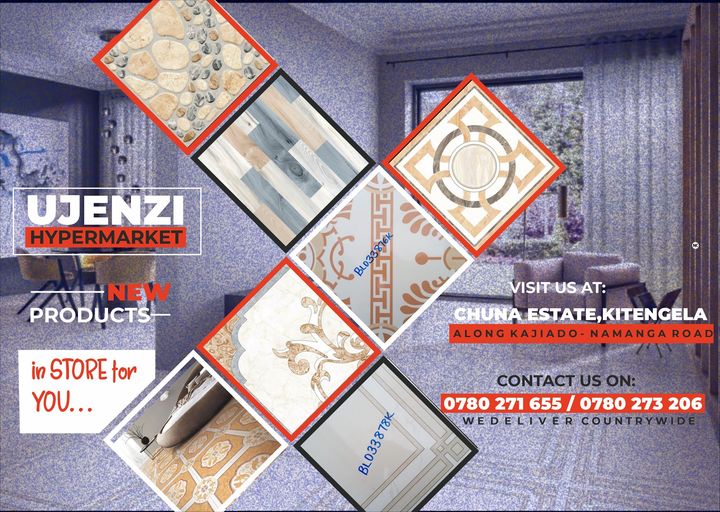 UJENZI
HYPERMARKET
NEW
PRODUCTS
in STORE for
YOU...
BL033876K
BL033878K
VISIT US AT:
CHUNA ESTATE,KITENGELA
ALONG KAJIADO- NAMANGA ROAD
CONTACT US ON:
0780 271 655 / 0780 273 206
WE DELIVER COUNTRYWIDE